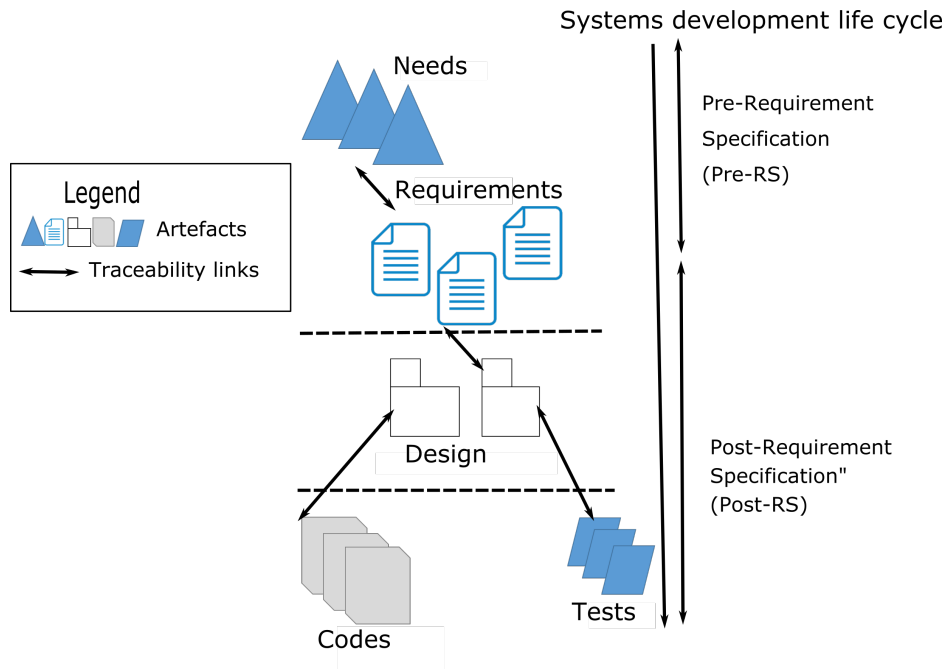 Systems development life cycle
Needs
Pre-Requirement
Specification
(Pre-RS)
Legend
Artefacts
Traceability links
Requirements
Design
Post-Requirement
Specification"
(Post-RS)
Codes
Tests